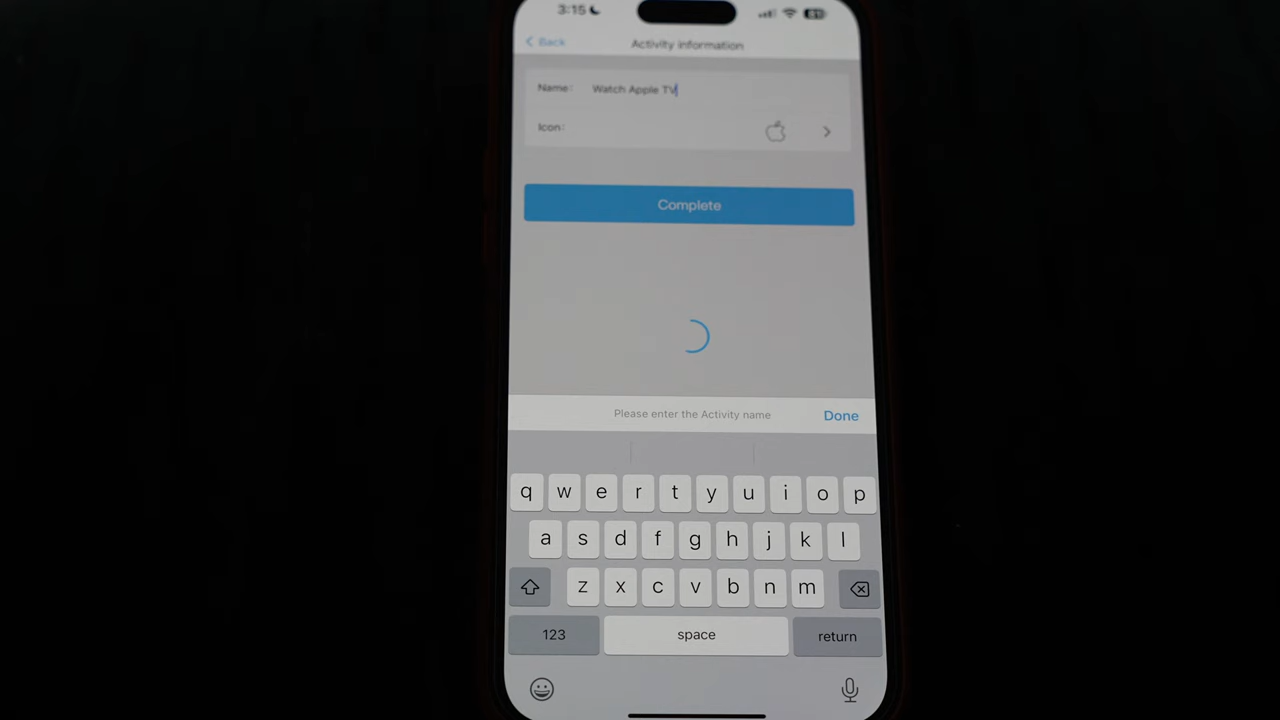 3:15
81
Back
Activity information
Name:
Watch Apple TV
Icon:
Complete
Please enter the Activity name
Done
q w e r t y u i o p
a s d f g h j k l
z x c v b n m
123
space
return